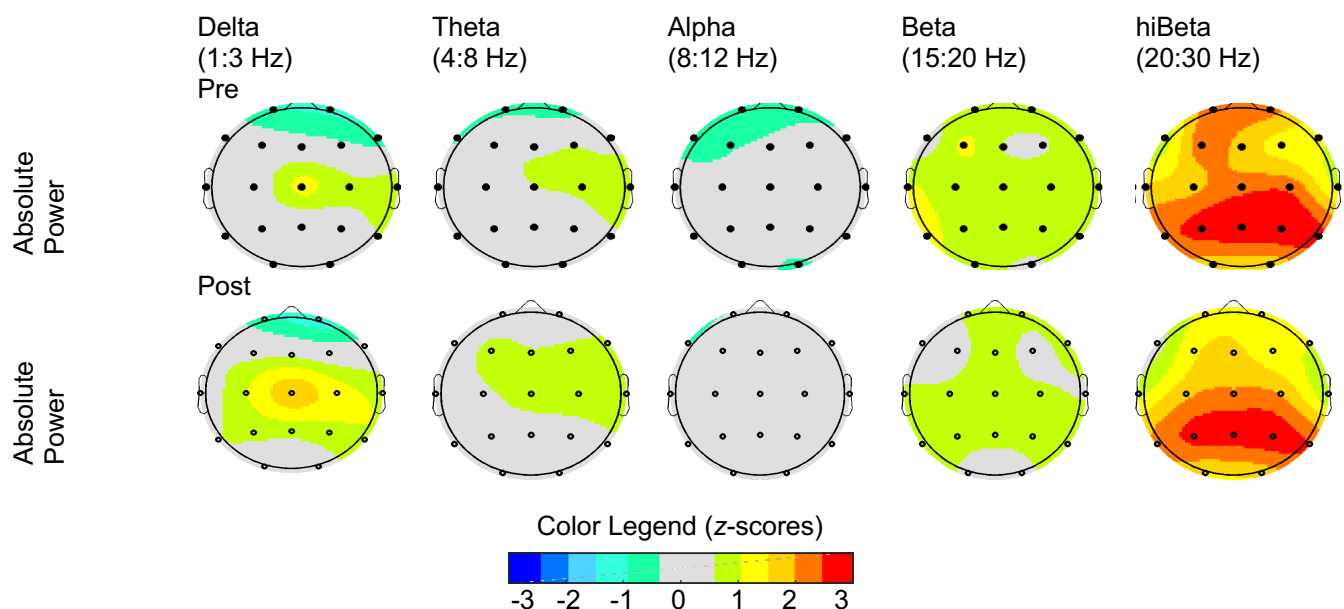 Delta
(1:3 Hz)
Theta
(4:8 Hz)
Alpha
(8:12 Hz)
Beta
(15:20 Hz)
hiBeta
(20:30 Hz)
Pre
Absolute
Power
Post
Absolute
Power
Color Legend (z-scores)
-3 -2 -1 0 1 2 3